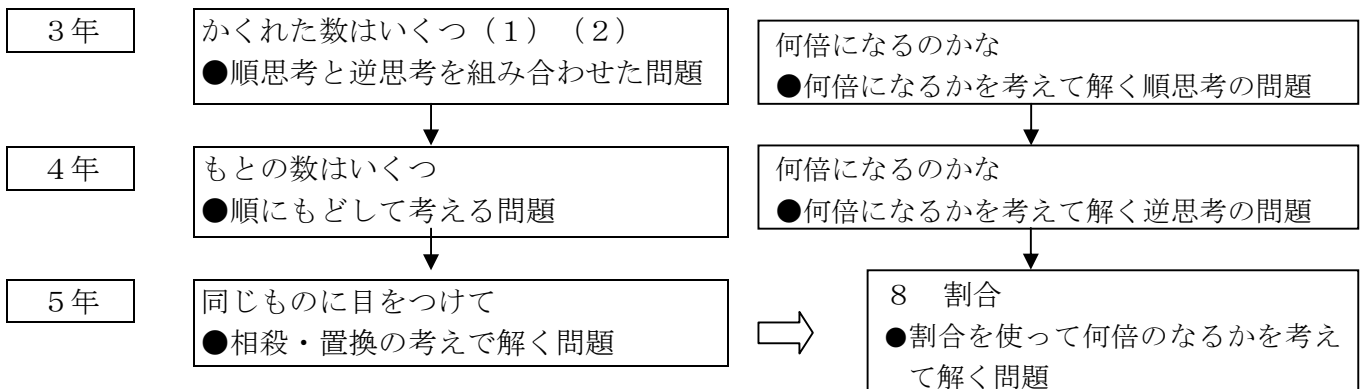 ３年
かくれた数はいくつ（１）（２）
●順思考と逆思考を組み合わせた問題
何倍になるのかな
●何倍になるかを考えて解く順思考の問題
４年
もとの数はいくつ
●順にもどして考える問題
何倍になるのかな
●何倍になるかを考えて解く逆思考の問題
５年
同じものに目をつけて
●相殺・置換の考えで解く問題
８　割合
●割合を使って何倍のなるかを考え
て解く問題